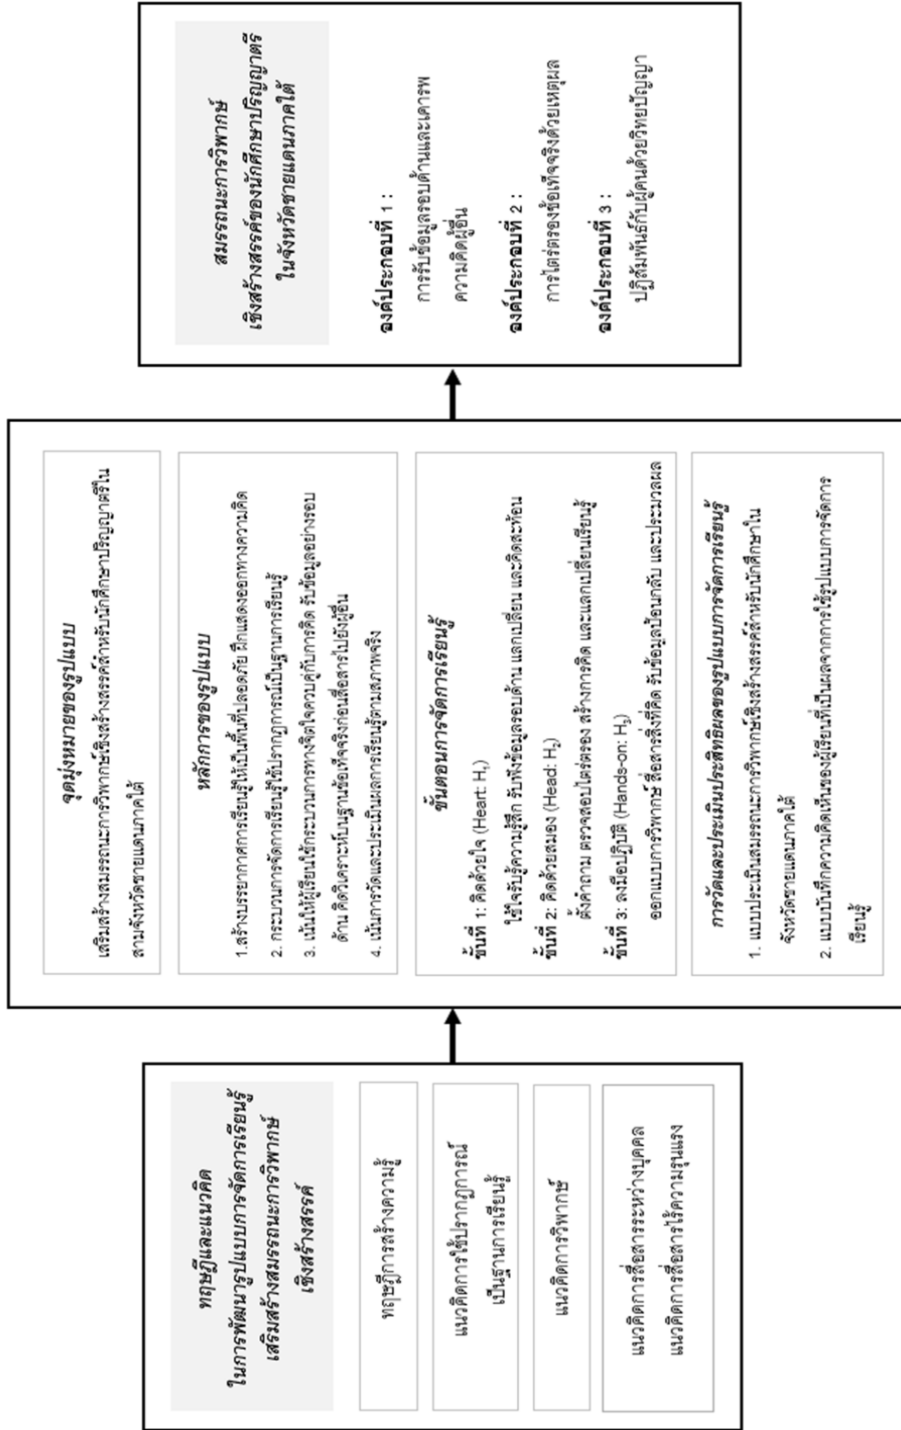 ทฤษฎีและแนวคิด
ในการพัฒนารูปแบบการจัดการเรียนรู้
เสริมสร้างสมรรถนะการวิพากษ์
เชิงสร้างสรรค์
ทฤษฎีการสร้างความรู้
แนวคิดการใช้ปรากฏการณ์
เป็นฐานการเรียนรู้
แนวคิดการวิพากษ์
แนวคิดการสื่อสารระหว่างบุคคล
แนวคิดการสื่อสารไร้ความรุนแรง
จุดมุ่งหมายของรูปแบบ
เสริมสร้างสมรรถนะการวิพากษ์เชิงสร้างสรรค์สำหรับนักศึกษาปริญญาตรีใน
สามจังหวัดชายแดนภาคใต้
หลักการของรูปแบบ
1.สร้างบรรยากาศการเรียนรู้ให้เป็นพื้นที่ปลอดภัย ฝึกแสดงออกทางความคิด
2. กระบวนการจัดการเรียนรู้ใช้ปรากฏการณ์เป็นฐานการเรียนรู้
3. เน้นให้ผู้เรียนใช้กระบวนการทางจิตใจควบคู่กับการคิด รับข้อมูลอย่างรอบ
ด้าน คิดวิเคราะห์บนฐานข้อเท็จจริงก่อนสื่อสารไปยังผู้อื่น
4. เน้นการวัดและประเมินผลการเรียนรู้ตามสภาพจริง
ขั้นตอนการจัดการเรียนรู้
ขั้นที่ 1: คิดด้วยใจ (Heart: H₁)
ใช้ใจรับรู้ความรู้สึก รับฟังข้อมูลรอบด้าน แลกเปลี่ยน และคิดสะท้อน
ขั้นที่ 2: คิดด้วยสมอง (Head: H₂)
ตั้งคำถาม ตรวจสอบไตร่ตรอง สร้างการคิด และแลกเปลี่ยนเรียนรู้
ขั้นที่ 3: ลงมือปฏิบัติ (Hands-on: H₃)
ออกแบบการวิพากษ์ สื่อสารสิ่งที่คิด รับข้อมูลป้อนกลับ และประมวลผล
การวัดและประเมินประสิทธิผลของรูปแบบการจัดการเรียนรู้
1. แบบประเมินสมรรถนะการวิพากษ์เชิงสร้างสรรค์สำหรับนักศึกษาใน
จังหวัดชายแดนภาคใต้
2. แบบบันทึกความคิดเห็นของผู้เรียนที่เป็นผลจากการใช้รูปแบบการจัดการ
เรียนรู้
สมรรถนะการวิพากษ์
เชิงสร้างสรรค์ของนักศึกษาปริญญาตรี
ในจังหวัดชายแดนภาคใต้
องค์ประกอบที่ 1 :
การรับข้อมูลรอบด้านและเคารพ
ความคิดผู้อื่น
องค์ประกอบที่ 2 :
การไตร่ตรองข้อเท็จจริงด้วยเหตุผล
องค์ประกอบที่ 3 :
ปฏิสัมพันธ์กับผู้คนด้วยวิทยปัญญา